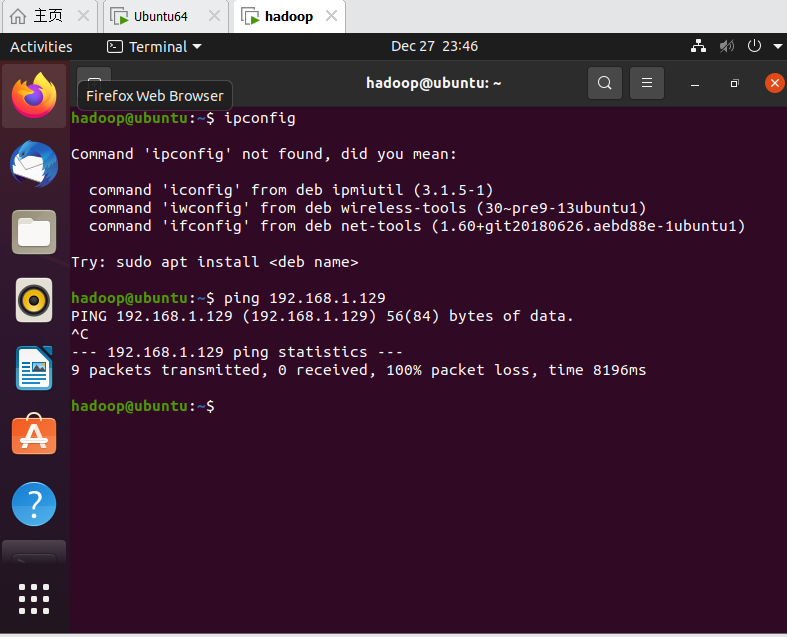 主页
Ubuntu64
hadoop
Activities
Terminal
Dec 27 23:46
hadoop@ubuntu: ~
Firefox Web Browser
hadoop@ubuntu:~$ ipconfig
Command 'ipconfig' not found, did you mean:
command 'iconfig' from deb ipmiutil (3.1.5-1)
command 'iwconfig' from deb wireless-tools (30~pre9-13ubuntu1)
command 'ifconfig' from deb net-tools (1.60+git20180626.aebd88e-1ubuntu1)
Try: sudo apt install <deb name>
hadoop@ubuntu:~$ ping 192.168.1.129
PING 192.168.1.129 (192.168.1.129) 56(84) bytes of data.
^C
--- 192.168.1.129 ping statistics ---
9 packets transmitted, 0 received, 100% packet loss, time 8196ms
hadoop@ubuntu:~$